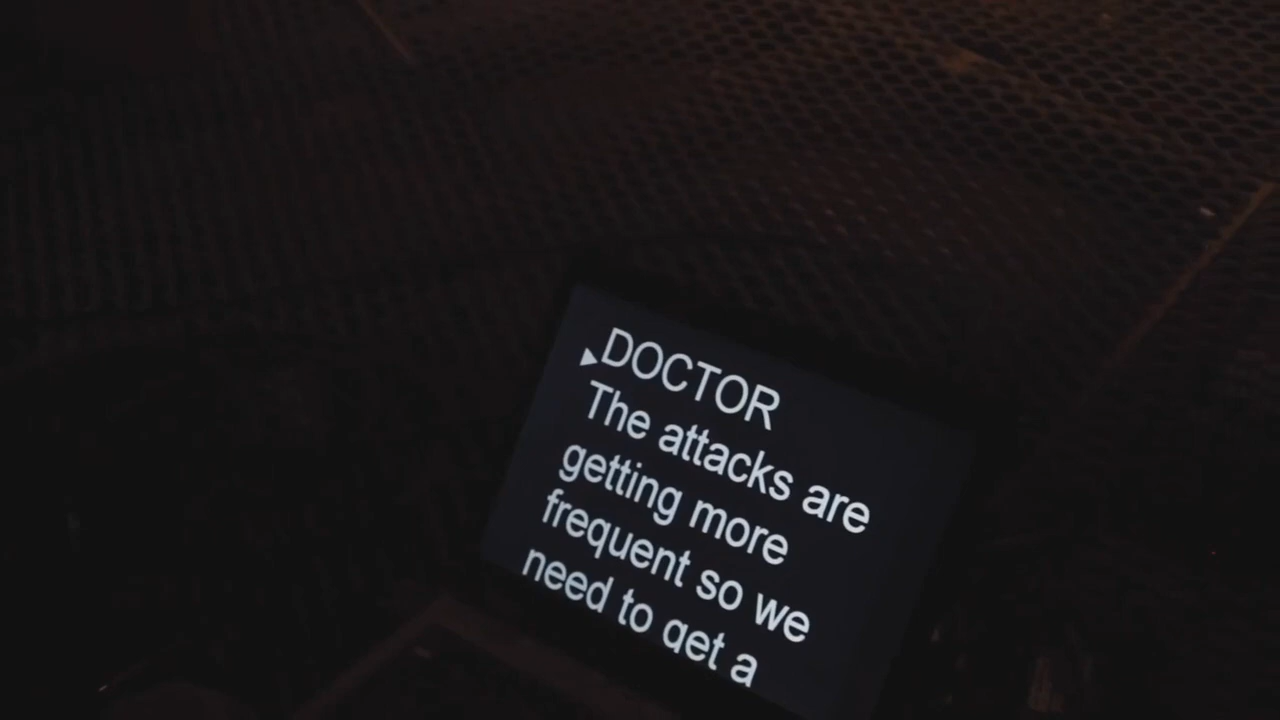 DOCTOR
The attacks are
getting more
frequent so we
need to get a